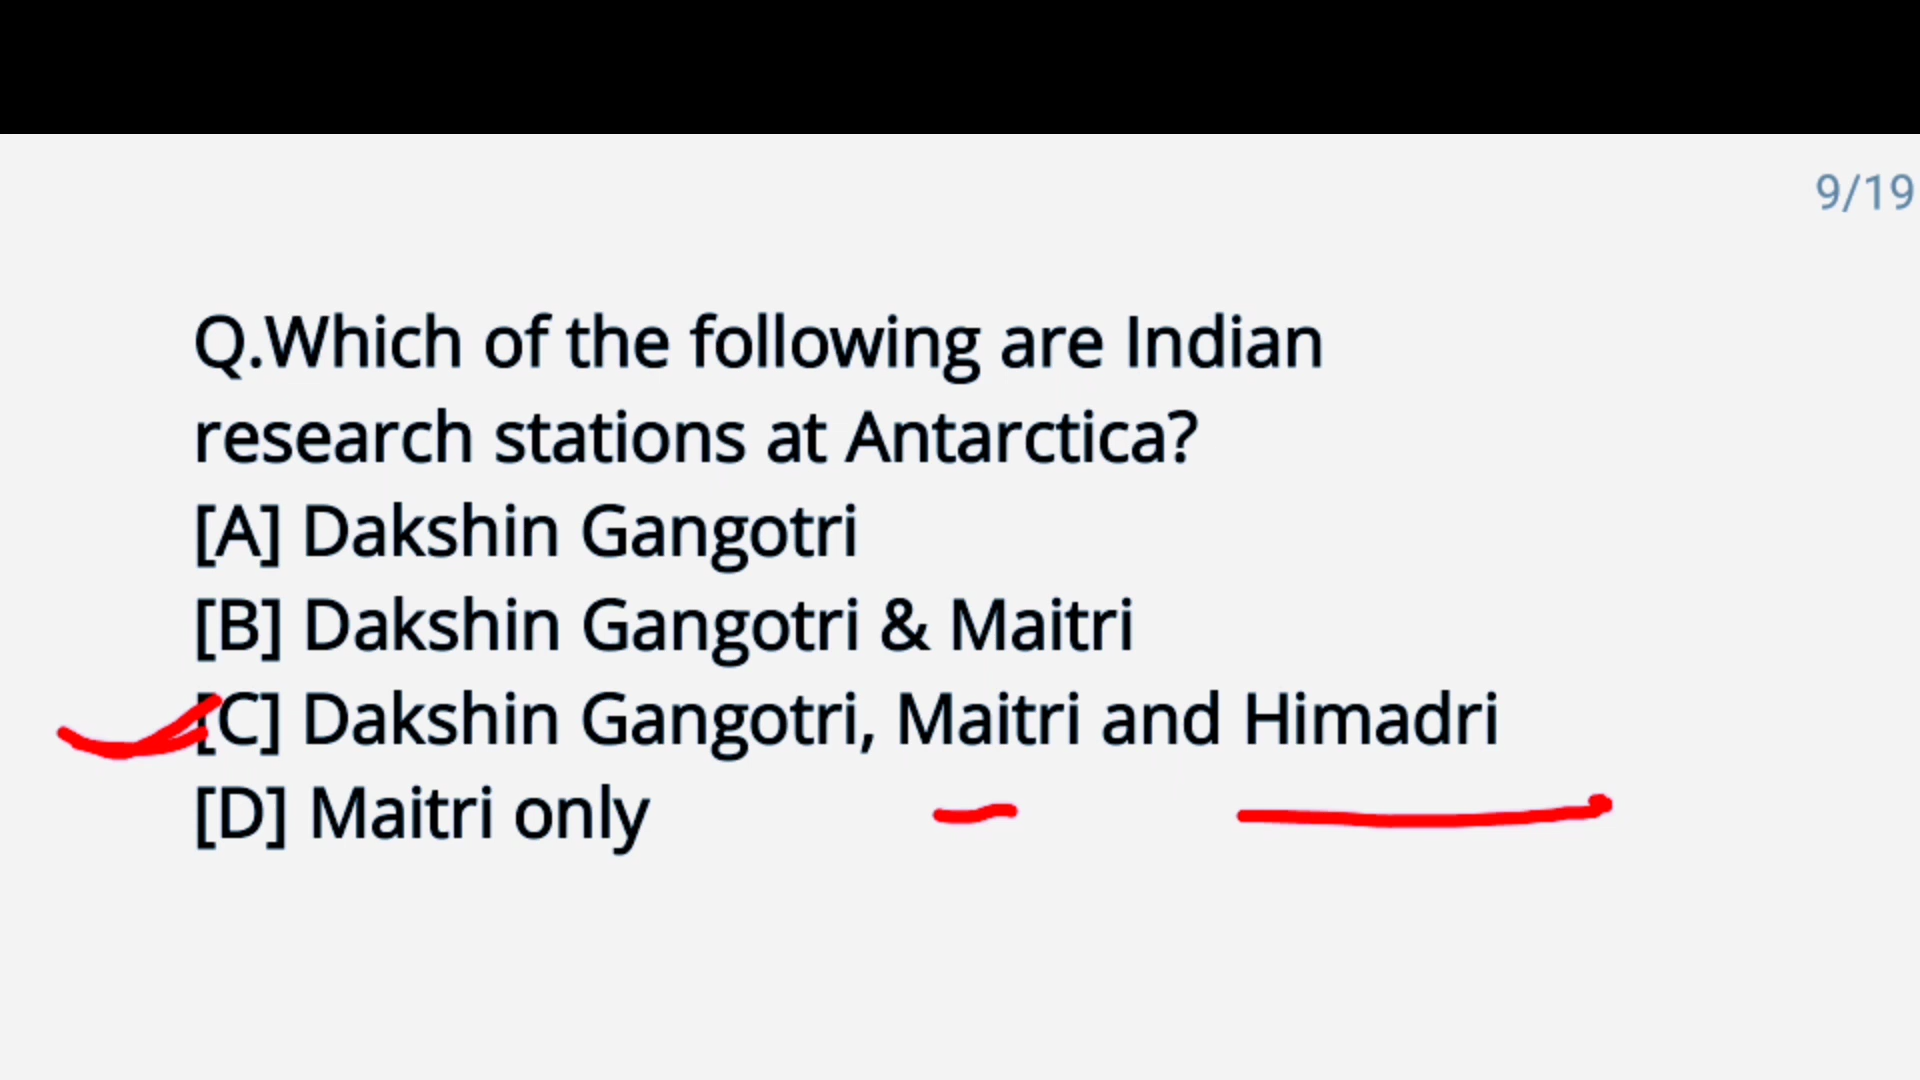 9/19
Q.Which of the following are Indian
research stations at Antarctica?
[A] Dakshin Gangotri
[B] Dakshin Gangotri & Maitri
[C] Dakshin Gangotri, Maitri and Himadri
[D] Maitri only